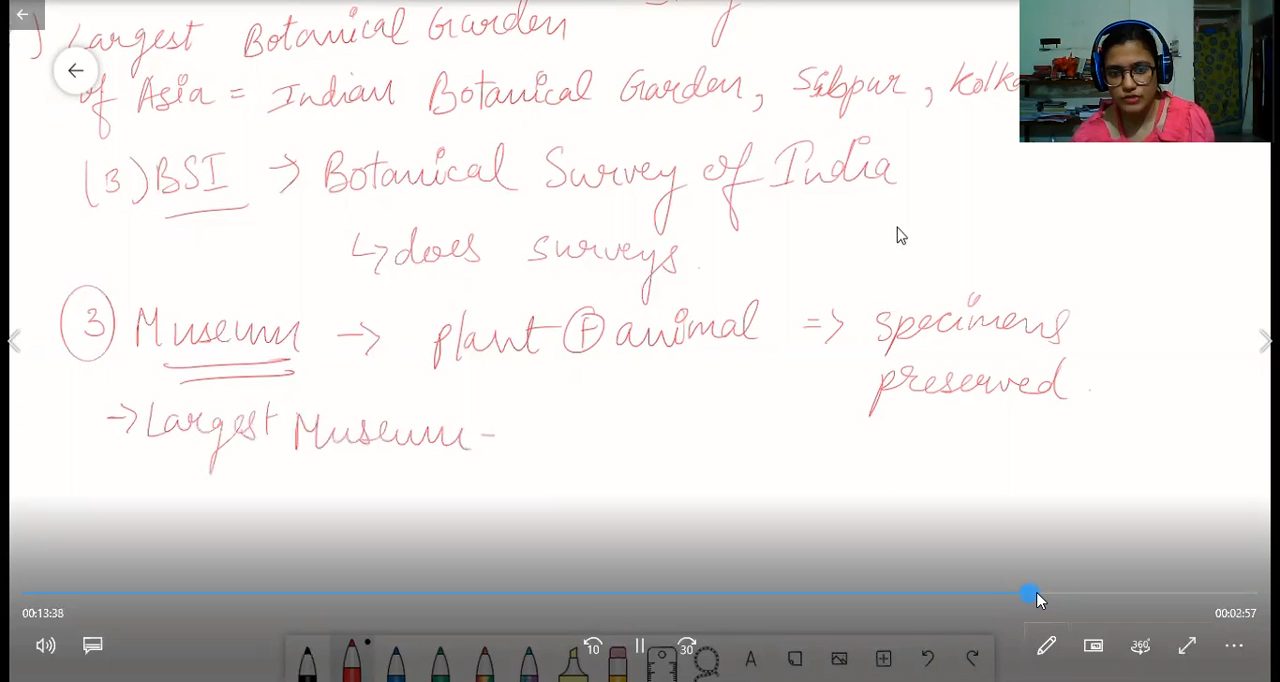 ) Largest Botanical Garden
of Asia = Indian Botanical Garden, Sibpur, Kolka
(3) BSI → Botanical Survey of India
↳ does surveys.
③ Museum → plant Ⓟ animal => specimens
preserved.
→ Largest Museum -
00:13:38
00:02:57
10
30
A
360